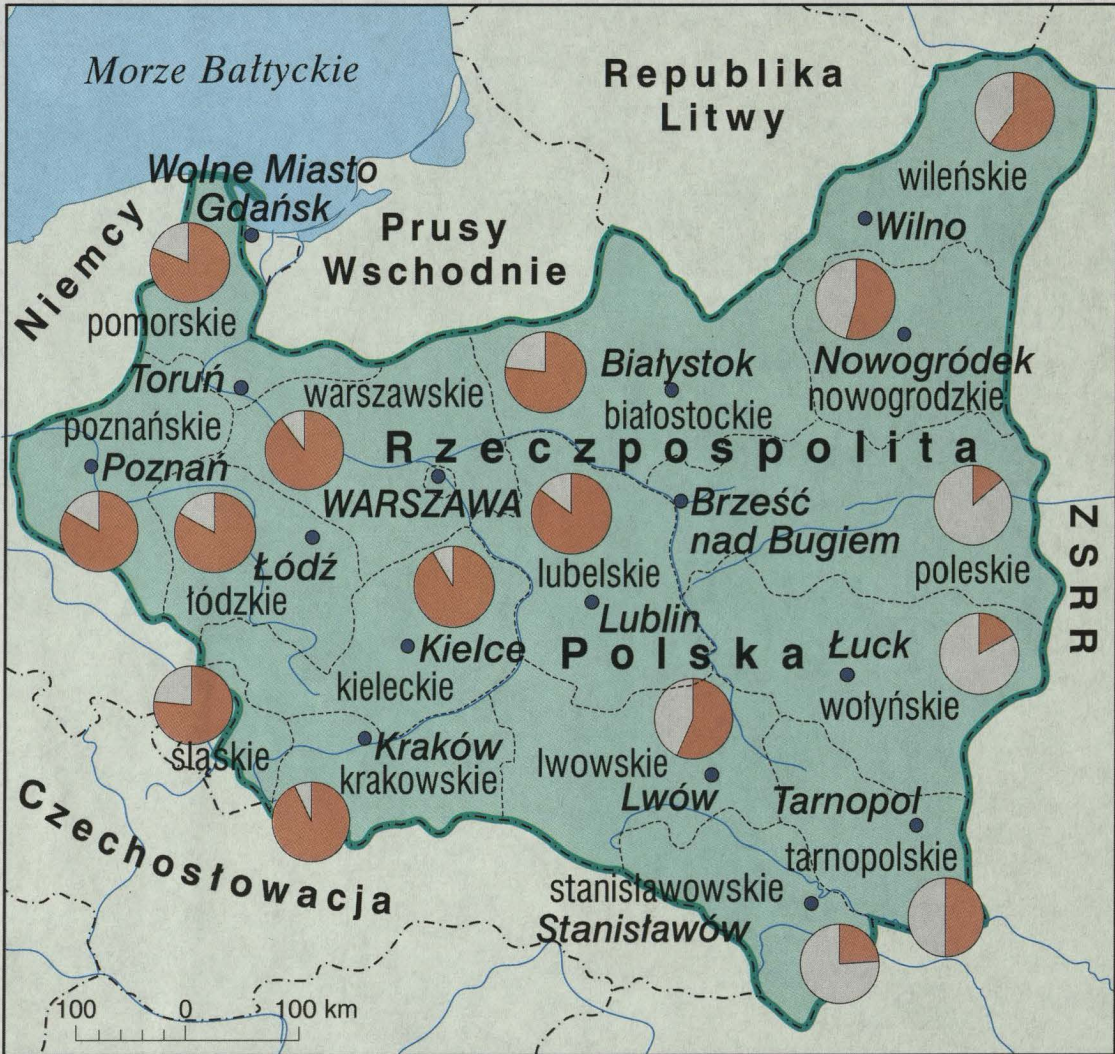 Morze Bałtyckie
Republika
Litwy
wileńskie
Wolne Miasto
Gdańsk
Niemcy
Prusy
Wschodnie
Wilno
pomorskie
Toruń
warszawskie
Białystok
białostockie
Nowogródek
nowogrodzkie
poznańskie
Poznań
Rzeczpospolita
WARSZAWA
Brześć
nad Bugiem
ZSRR
poleskie
Łódź
łódzkie
lubelskie
Lublin
Kielce
kieleckie
Polska
Łuck
wołyńskie
śląskie
Kraków
krakowskie
lwowskie
Lwów
Tarnopol
tarnopolskie
Czechosłowacja
stanisławowskie
Stanisławów
100 0 100 km